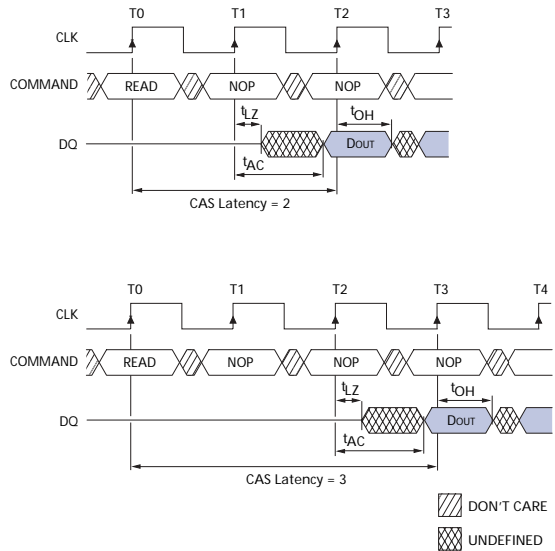 T0 T1 T2 T3
CLK
COMMAND READ NOP NOP
tLZ tOH
DQ DOUT
tAC
CAS Latency = 2
T0 T1 T2 T3 T4
CLK
COMMAND READ NOP NOP NOP
tLZ tOH
DQ DOUT
tAC
CAS Latency = 3
DON'T CARE
UNDEFINED